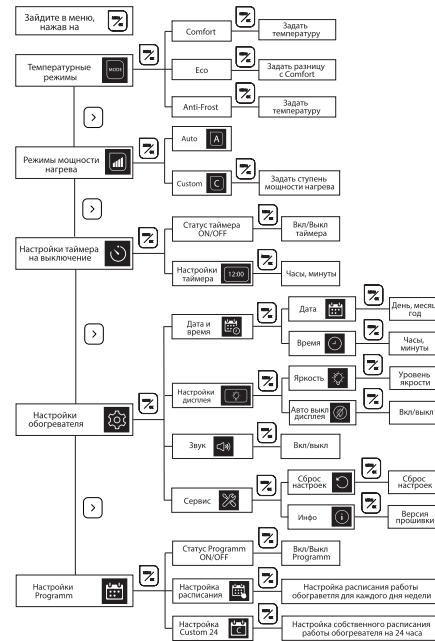 Зайдите в меню,
нажав на
Температурные
режимы
MODE
Comfort
Задать
температуру
Eco
Задать разницу
с Comfort
Anti-Frost
Задать
температуру
Режимы мощности
нагрева
Auto
A
Custom
C
Задать ступень
мощности нагрева
Настройки таймера
на выключение
Статус таймера
ON/OFF
Вкл/Выкл
таймера
Настройки
таймера
12:00
Часы, минуты
Настройки
обогревателя
Дата и
время
Дата
День, месяц,
год
Время
Часы,
минуты
Настройки
дисплея
Яркость
Уровень
яркости
Авто выкл
дисплея
Вкл/выкл
Звук
Вкл/выкл
Сервис
Сброс
настроек
Сброс
настроек
Инфо
Версия
прошивки
Настройки
Programm
Статус Programm
ON/OFF
Вкл/Выкл
Programm
Настройка
расписания
Настройка расписания работы
обограветля для каждого дня недели
Настройка
Custom 24
C
Настройка собственного расписания
работы обогревателя на 24 часа